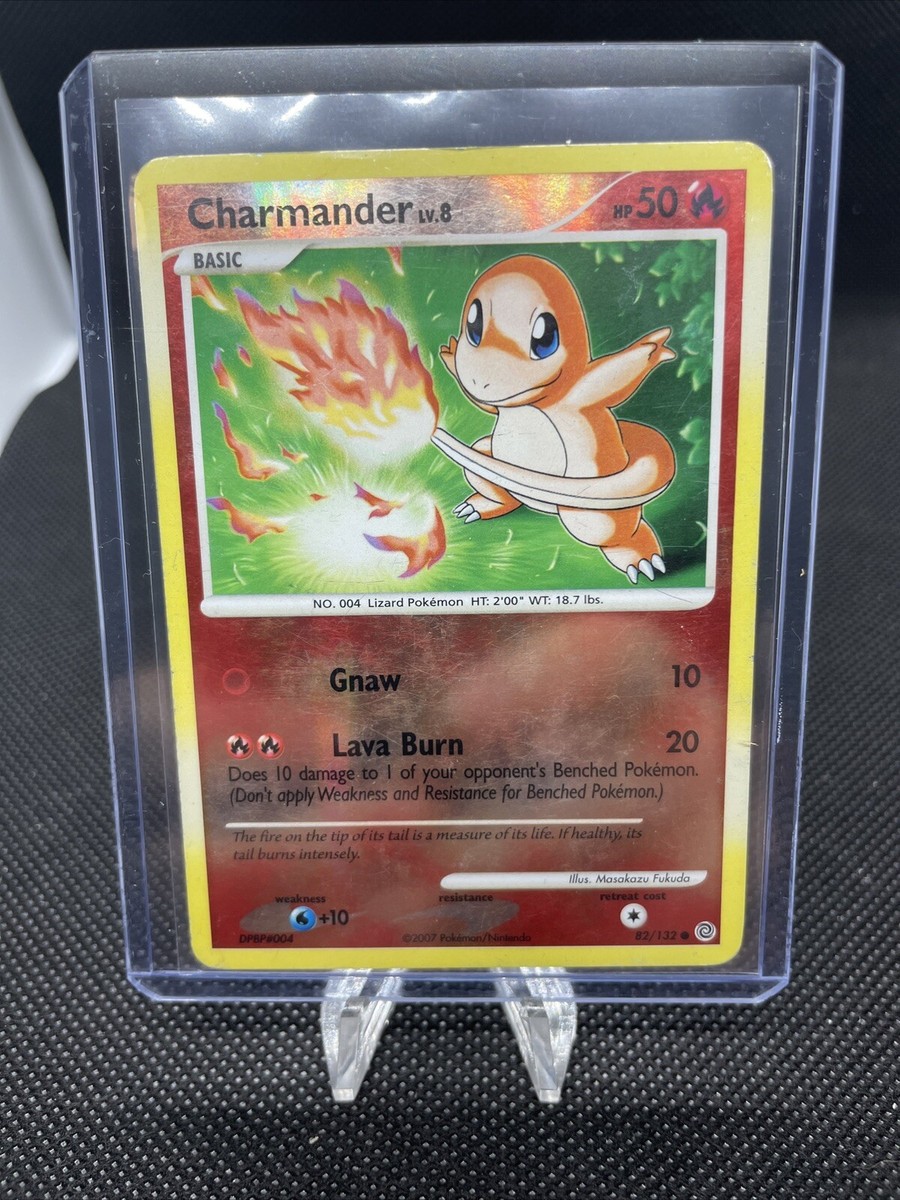 Charmander LV.8 HP 50
BASIC
NO. 004 Lizard Pokémon HT: 2'00" WT: 18.7 lbs.
Gnaw 10
Lava Burn 20
Does 10 damage to 1 of your opponent's Benched Pokémon.
(Don't apply Weakness and Resistance for Benched Pokémon.)
The fire on the tip of its tail is a measure of its life. If healthy, its
tail burns intensely.
Illus. Masakazu Fukuda
weakness resistance retreat cost
+10
DPBP#004 ©2007 Pokémon/Nintendo 82/132